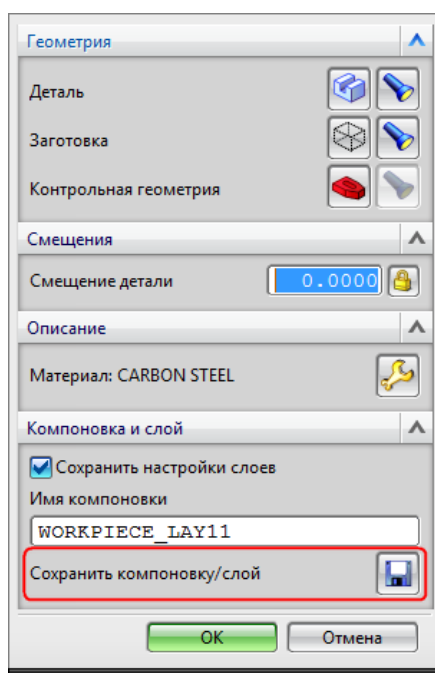 Геометрия
Деталь
Заготовка
Контрольная геометрия
Смещения
Смещение детали 0.0000
Описание
Материал: CARBON STEEL
Компоновка и слой
Сохранить настройки слоев
Имя компоновки
WORKPIECE_LAY11
Сохранить компоновку/слой
OK Отмена